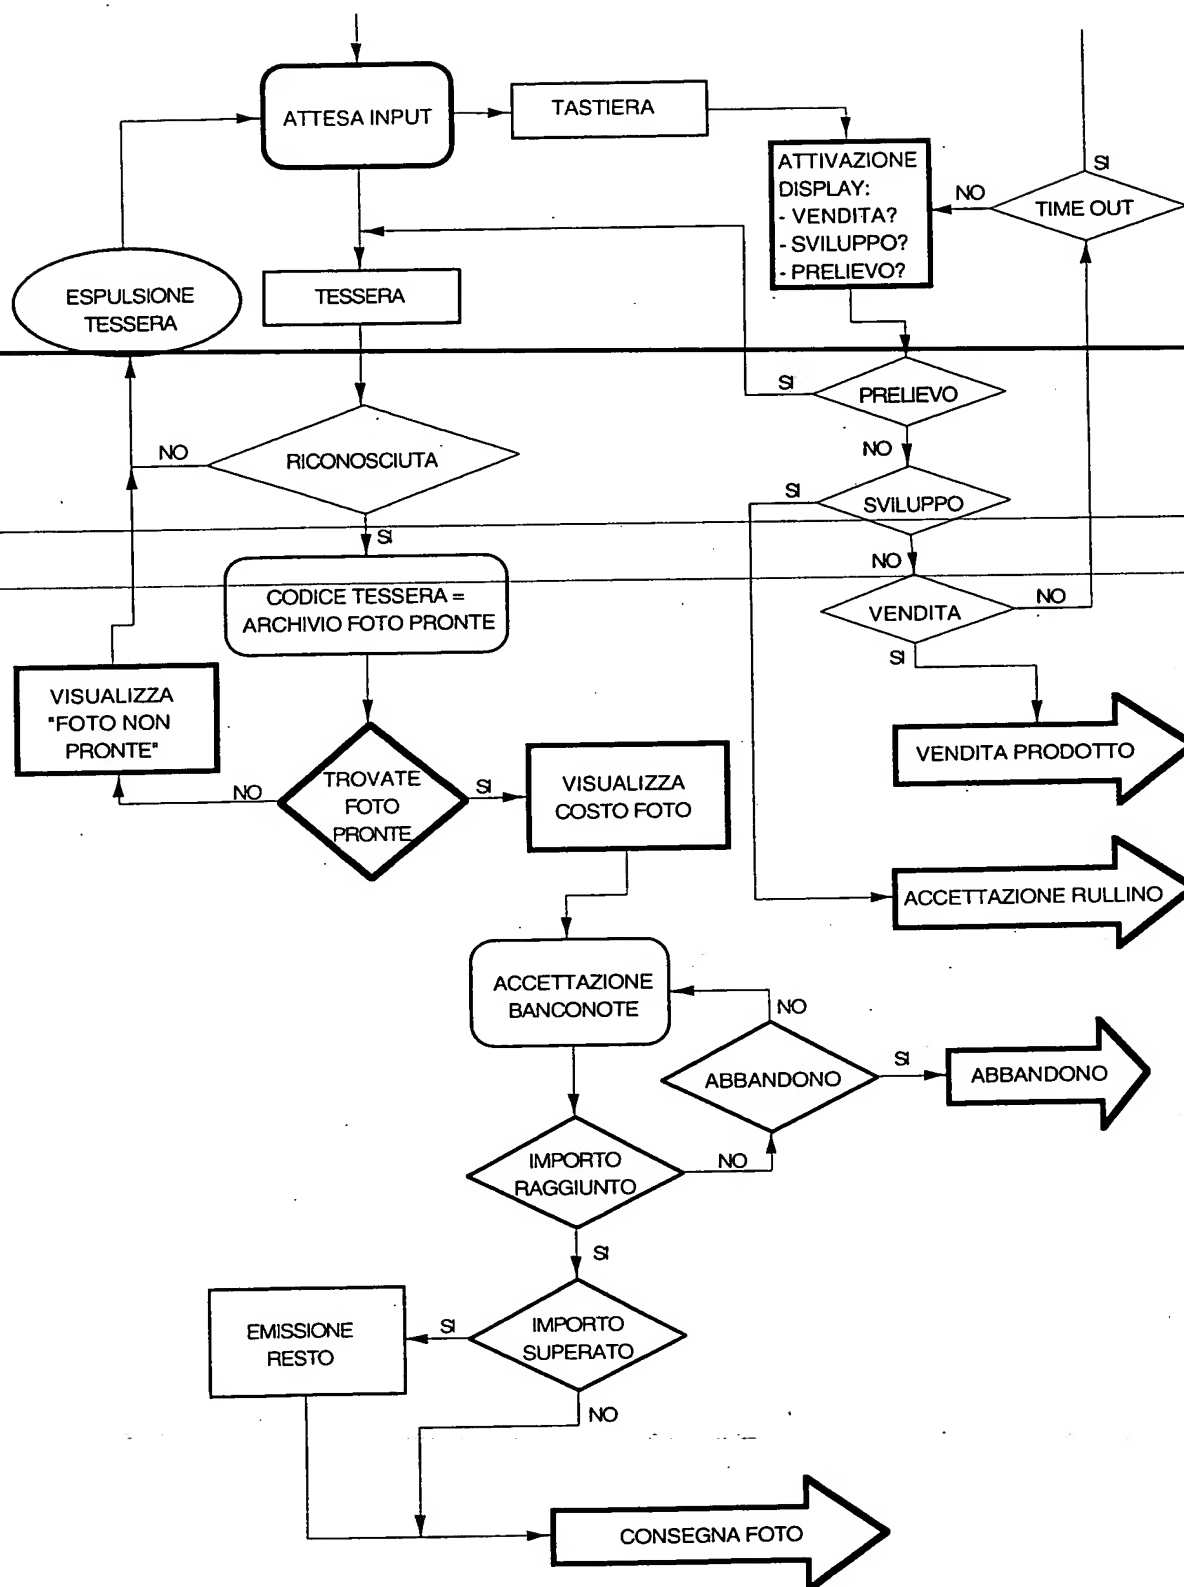 ATTESA INPUT
TASTIERA
ATTIVAZIONE
DISPLAY:
- VENDITA?
- SVILUPPO?
- PRELIEVO?
SI
NO
TIME OUT
ESPULSIONE
TESSERA
TESSERA
SI
PRELIEVO
NO
RICONOSCIUTA
NO
SI
SVILUPPO
SI
NO
CODICE TESSERA =
ARCHIVIO FOTO PRONTE
VENDITA
NO
SI
VISUALIZZA
"FOTO NON
PRONTE"
NO
TROVATE
FOTO
PRONTE
SI
VISUALIZZA
COSTO FOTO
VENDITA PRODOTTO
ACCETTAZIONE RULLINO
ACCETTAZIONE
BANCONOTE
NO
ABBANDONO
SI
ABBANDONO
IMPORTO
RAGGIUNTO
NO
SI
EMISSIONE
RESTO
SI
IMPORTO
SUPERATO
NO
CONSEGNA FOTO